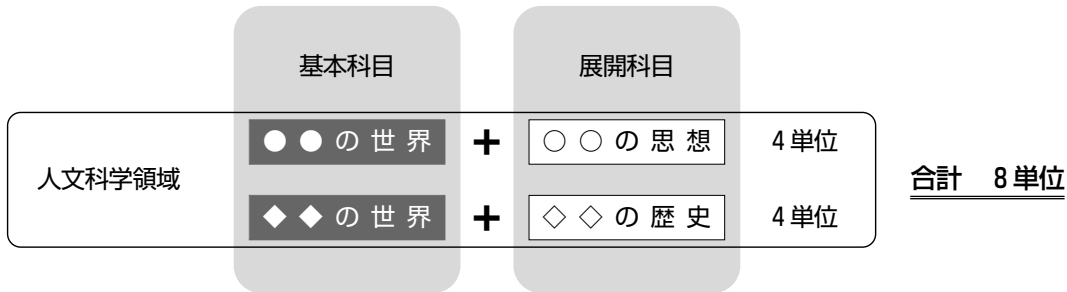 基本科目 展開科目
●●の世界 + ○○の思想 4単位
人文科学領域
合計 8単位
◆◆の世界 + ◇◇の歴史 4単位